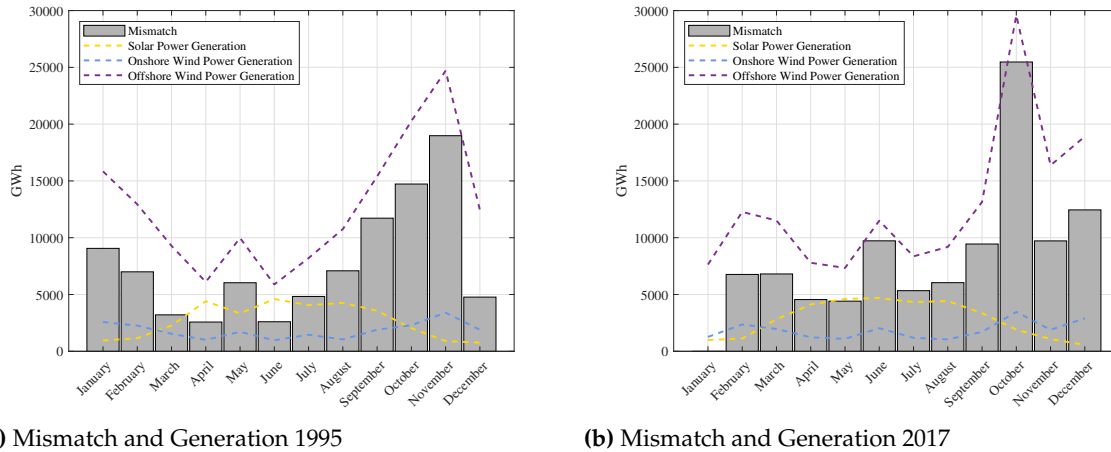 30000
25000
20000
15000
10000
5000
0
GWh
Mismatch
Solar Power Generation
Onshore Wind Power Generation
Offshore Wind Power Generation
January
February
March
April
May
June
July
August
September
October
November
December
) Mismatch and Generation 1995
30000
25000
20000
15000
10000
5000
0
GWh
Mismatch
Solar Power Generation
Onshore Wind Power Generation
Offshore Wind Power Generation
January
February
March
April
May
June
July
August
September
October
November
December
(b) Mismatch and Generation 2017